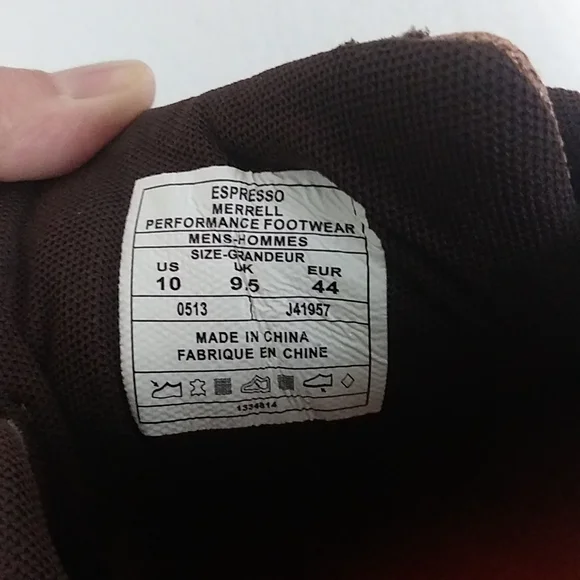 ESPRESSO
MERRELL
PERFORMANCE FOOTWEAR
MENS-HOMMES
SIZE-GRANDEUR
US UK EUR
10 9.5 44
0513 J41957
MADE IN CHINA
FABRIQUE EN CHINE